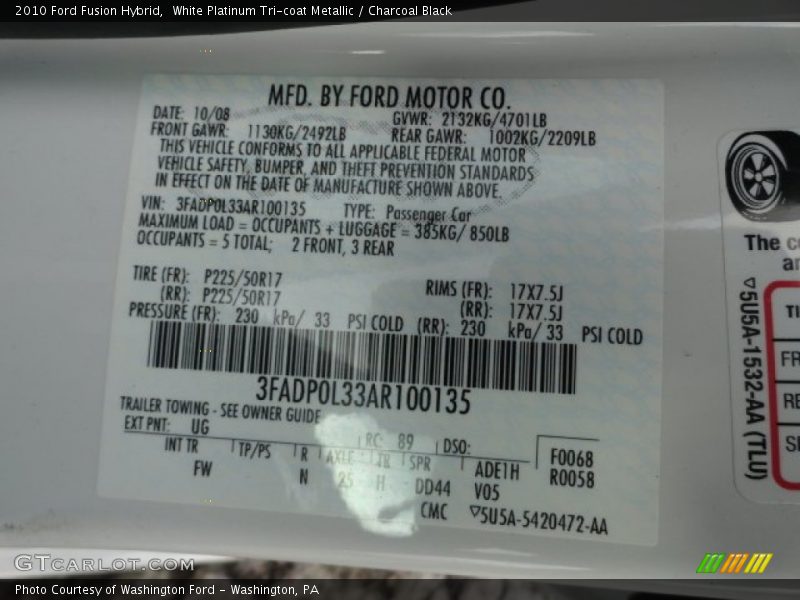 2010 Ford Fusion Hybrid,  White Platinum Tri-coat Metallic / Charcoal Black
MFD. BY FORD MOTOR CO.
DATE: 10/08 GVWR: 2132KG/4701LB
FRONT GAWR: 1130KG/2492LB REAR GAWR: 1002KG/2209LB
THIS VEHICLE CONFORMS TO ALL APPLICABLE FEDERAL MOTOR
VEHICLE SAFETY, BUMPER, AND THEFT PREVENTION STANDARDS
IN EFFECT ON THE DATE OF MANUFACTURE SHOWN ABOVE.
VIN: 3FADP0L33AR100135 TYPE: Passenger Car
MAXIMUM LOAD = OCCUPANTS + LUGGAGE = 385KG/ 850LB
OCCUPANTS = 5 TOTAL; 2 FRONT, 3 REAR
TIRE (FR): P225/50R17 RIMS (FR): 17X7.5J
(RR): P225/50R17 (RR): 17X7.5J
PRESSURE (FR): 230 kPa/ 33 PSI COLD (RR): 230 kPa/ 33 PSI COLD
3FADP0L33AR100135
TRAILER TOWING - SEE OWNER GUIDE
EXT PNT: UG RC: 89 DSO:
INT TR TP/PS R AXLE TR SPR ADE1H F0068
FW N 25 H DD44 V05 R0058
CMC ▽5U5A-5420472-AA
The co
an
▽5U5A-1532-AA (TLU)
TI
FR
RE
GTCARLOT.COM
Photo Courtesy of Washington Ford - Washington, PA